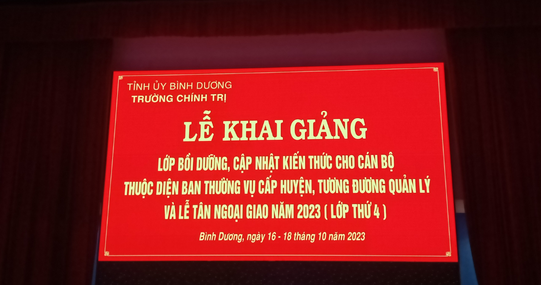 TỈNH ỦY BÌNH DƯƠNG
TRƯỜNG CHÍNH TRỊ
LỄ KHAI GIẢNG
LỚP BỒI DƯỠNG, CẬP NHẬT KIẾN THỨC CHO CÁN BỘ
THUỘC DIỆN BAN THƯỜNG VỤ CẤP HUYỆN, TƯƠNG ĐƯƠNG QUẢN LÝ
VÀ LỄ TÂN NGOẠI GIAO NĂM 2023 ( LỚP THỨ 4 )
Bình Dương, ngày 16 - 18 tháng 10 năm 2023